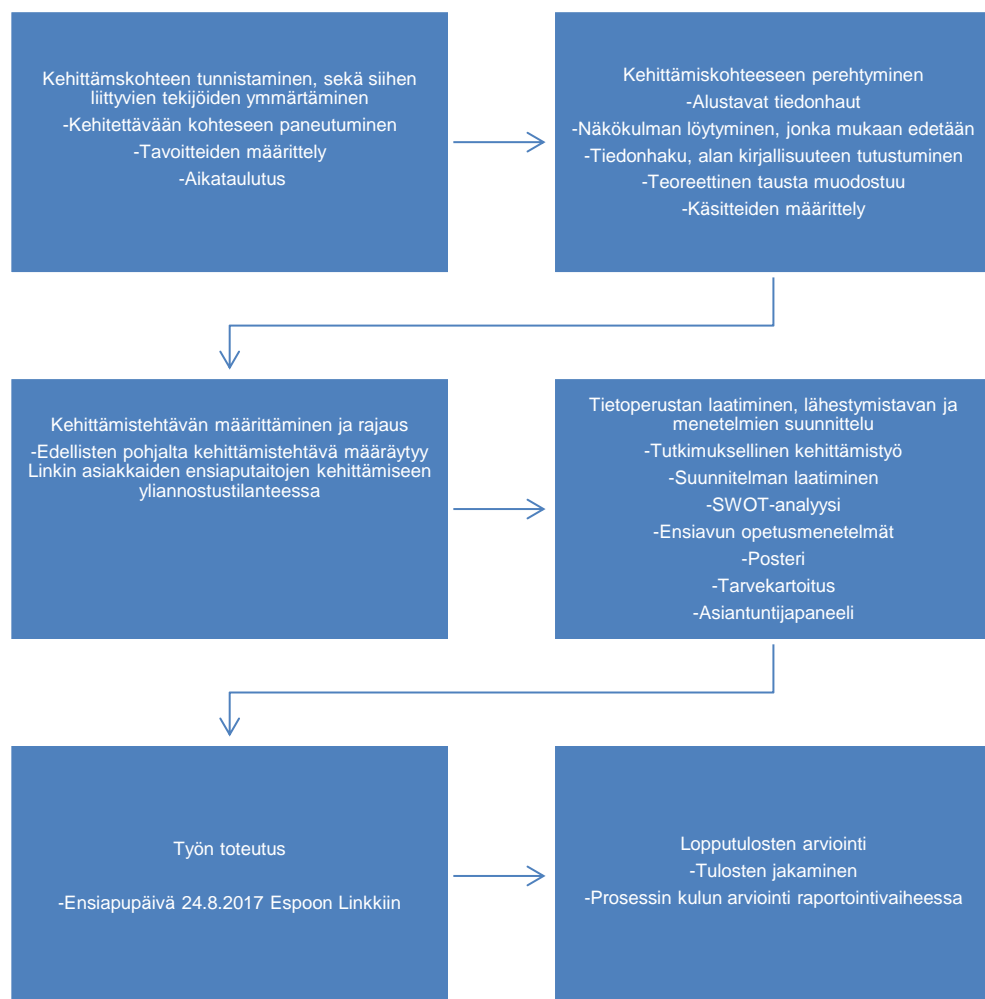 Kehittämskohteen tunnistaminen, sekä siihen
liittyvien tekijöiden ymmärtäminen
-Kehitettävään kohteseen paneutuminen
-Tavoitteiden määrittely
-Aikataulutus
Kehittämiskohteeseen perehtyminen
-Alustavat tiedonhaut
-Näkökulman löytyminen, jonka mukaan edetään
-Tiedonhaku, alan kirjallisuuteen tutustuminen
-Teoreettinen tausta muodostuu
-Käsitteiden määrittely
Kehittämistehtävän määrittäminen ja rajaus
-Edellisten pohjalta kehittämistehtävä määräytyy
Linkin asiakkaiden ensiaputaitojen kehittämiseen
yliannostustilanteessa
Tietoperustan laatiminen, lähestymistavan ja
menetelmien suunnittelu
-Tutkimuksellinen kehittämistyö
-Suunnitelman laatiminen
-SWOT-analyysi
-Ensiavun opetusmenetelmät
-Posteri
-Tarvekartoitus
-Asiantuntijapaneeli
Työn toteutus
-Ensiapupäivä 24.8.2017 Espoon Linkkiin
Lopputulosten arviointi
-Tulosten jakaminen
-Prosessin kulun arviointi raportointivaiheessa